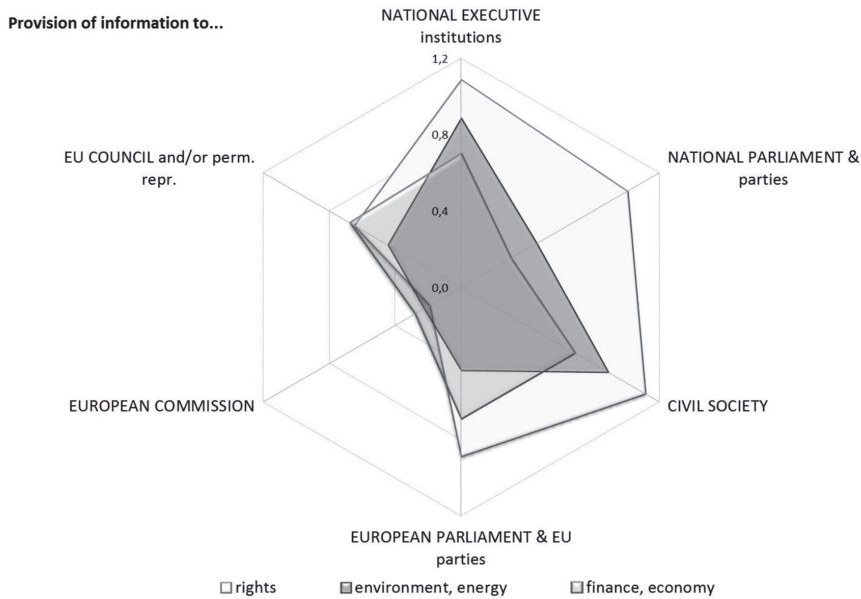 Provision of information to...
NATIONAL EXECUTIVE
institutions
1,2
0,8
0,4
0,0
EU COUNCIL and/or perm.
repr.
NATIONAL PARLIAMENT &
parties
EUROPEAN COMMISSION
CIVIL SOCIETY
EUROPEAN PARLIAMENT & EU
parties
rights
environment, energy
finance, economy